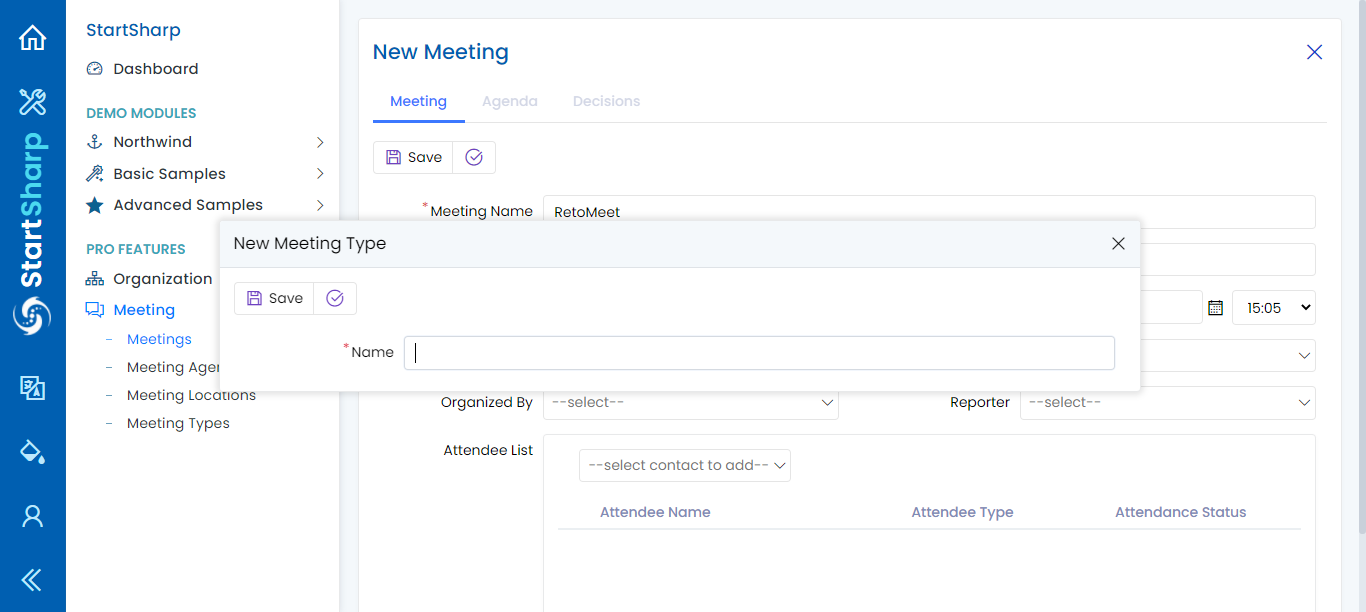 StartSharp
StartSharp
Dashboard
DEMO MODULES
Northwind
Basic Samples
Advanced Samples
PRO FEATURES
Organization
Meeting
Meetings
Meeting Agen
Meeting Locations
Meeting Types
New Meeting
Meeting Agenda Decisions
Save
*Meeting Name RetoMeet
New Meeting Type
Save
*Name
15:05
Organized By --select-- Reporter --select--
Attendee List
--select contact to add--
Attendee Name Attendee Type Attendance Status